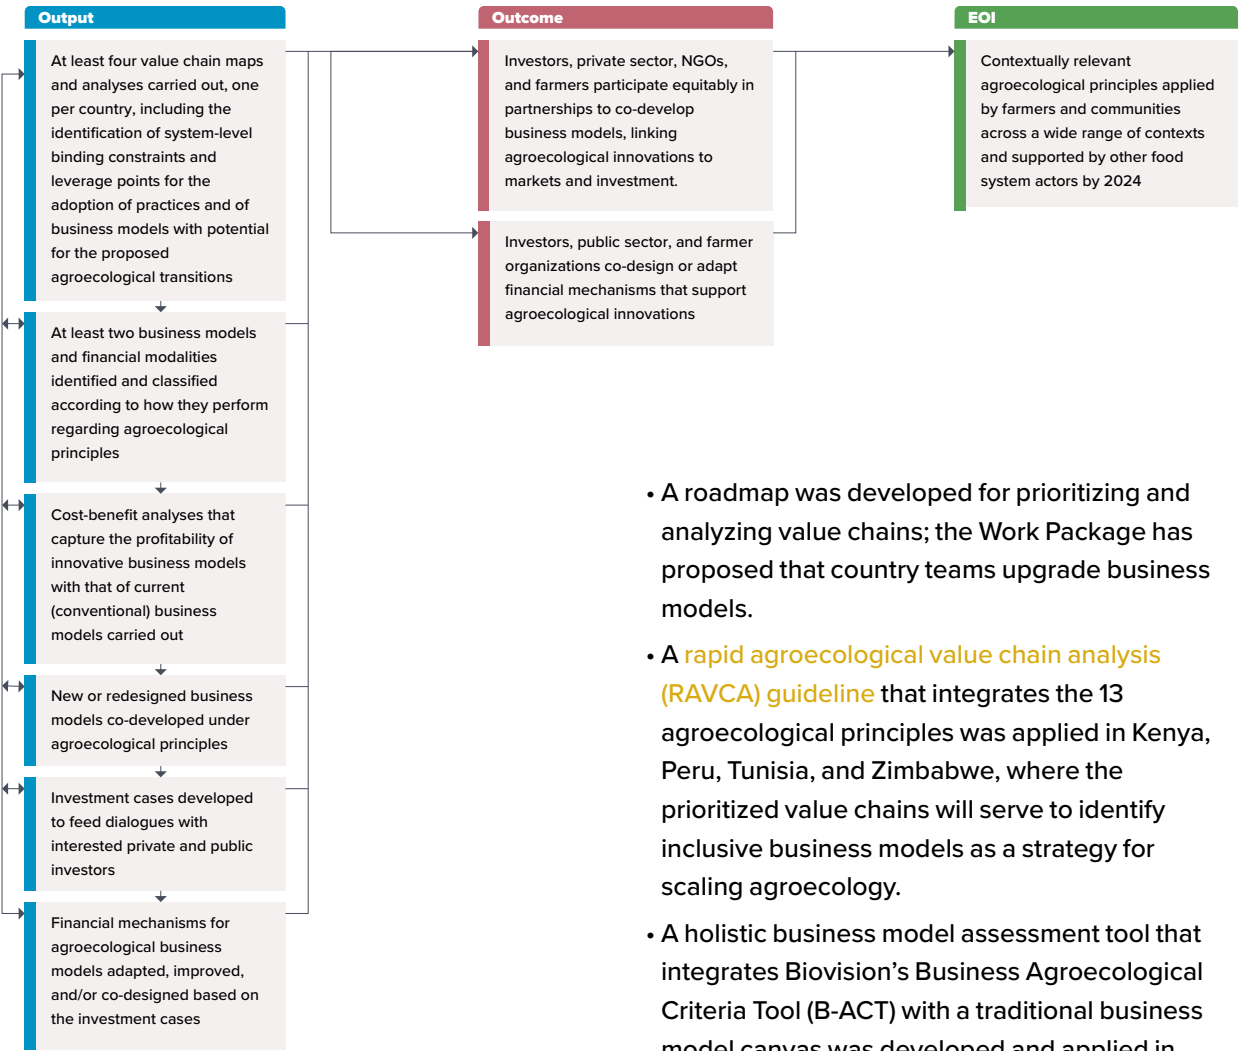 Output
At least four value chain maps
and analyses carried out, one
per country, including the
identification of system-level
binding constraints and
leverage points for the
adoption of practices and of
business models with potential
for the proposed
agroecological transitions
At least two business models
and financial modalities
identified and classified
according to how they perform
regarding agroecological
principles
Cost-benefit analyses that
capture the profitability of
innovative business models
with that of current
(conventional) business
models carried out
New or redesigned business
models co-developed under
agroecological principles
Investment cases developed
to feed dialogues with
interested private and public
investors
Financial mechanisms for
agroecological business
models adapted, improved,
and/or co-designed based on
the investment cases
Outcome
Investors, private sector, NGOs,
and farmers participate equitably in
partnerships to co-develop
business models, linking
agroecological innovations to
markets and investment.
Investors, public sector, and farmer
organizations co-design or adapt
financial mechanisms that support
agroecological innovations
EOI
Contextually relevant
agroecological principles applied
by farmers and communities
across a wide range of contexts
and supported by other food
system actors by 2024
• A roadmap was developed for prioritizing and
analyzing value chains; the Work Package has
proposed that country teams upgrade business
models.
• A rapid agroecological value chain analysis
(RAVCA) guideline that integrates the 13
agroecological principles was applied in Kenya,
Peru, Tunisia, and Zimbabwe, where the
prioritized value chains will serve to identify
inclusive business models as a strategy for
scaling agroecology.
• A holistic business model assessment tool that
integrates Biovision's Business Agroecological
Criteria Tool (B-ACT) with a traditional business
model canvas was developed and applied in